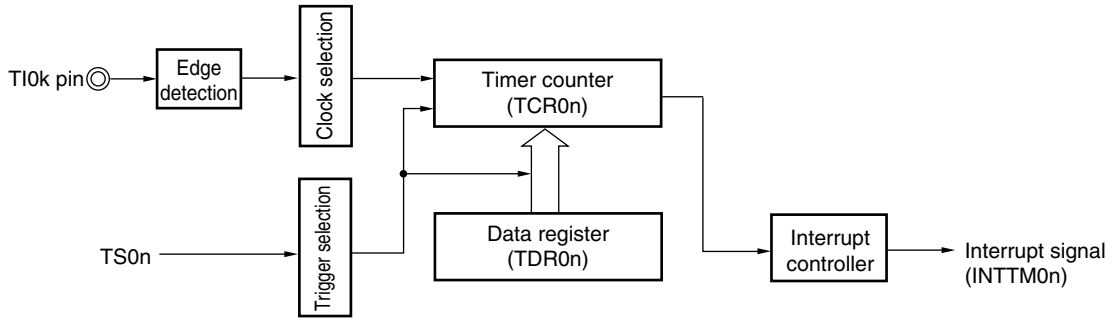 TI0k pin
Edge
detection
Clock selection
Timer counter
(TCR0n)
TS0n
Trigger selection
Data register
(TDR0n)
Interrupt
controller
Interrupt signal
(INTTM0n)